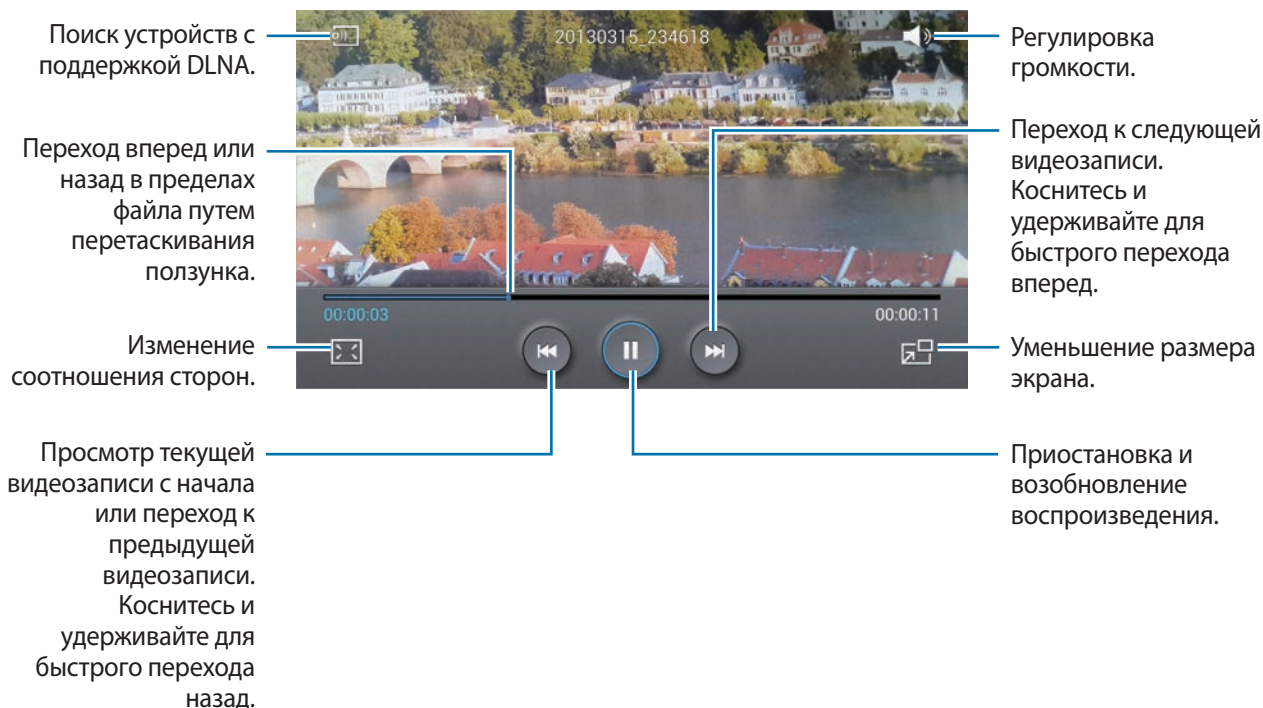 Поиск устройств с
поддержкой DLNA.
Переход вперед или
назад в пределах
файла путем
перетаскивания
ползунка.
Изменение
соотношения сторон.
Просмотр текущей
видеозаписи с начала
или переход к
предыдущей
видеозаписи.
Коснитесь и
удерживайте для
быстрого перехода
назад.
20130315_234618
00:00:03
00:00:11
Регулировка
громкости.
Переход к следующей
видеозаписи.
Коснитесь и
удерживайте для
быстрого перехода
вперед.
Уменьшение размера
экрана.
Приостановка и
возобновление
воспроизведения.